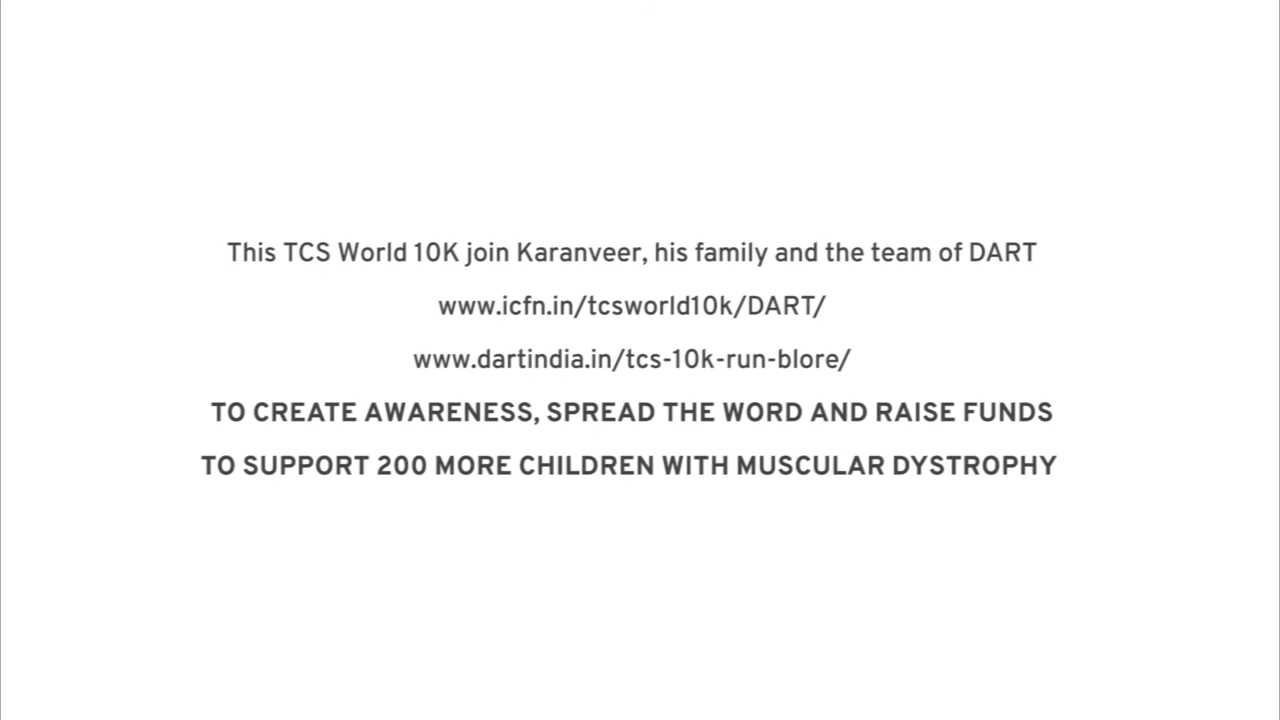 This TCS World 10K join Karanveer, his family and the team of DART
www.icfn.in/tcsworld10k/DART/
www.dartindia.in/tcs-10k-run-blore/
TO CREATE AWARENESS, SPREAD THE WORD AND RAISE FUNDS
TO SUPPORT 200 MORE CHILDREN WITH MUSCULAR DYSTROPHY